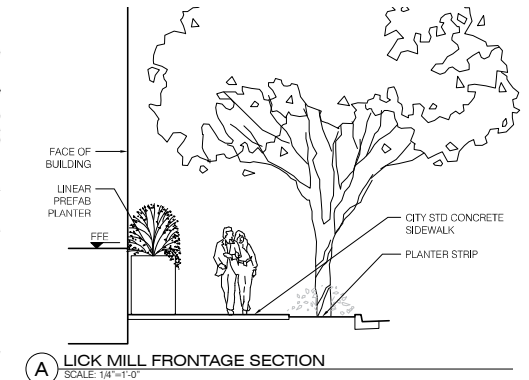 FACE OF
BUILDING
LINEAR
PREFAB
PLANTER
FFE
CITY STD CONCRETE
SIDEWALK
PLANTER STRIP
A
LICK MILL FRONTAGE SECTION
SCALE: 1/4"=1'-0"